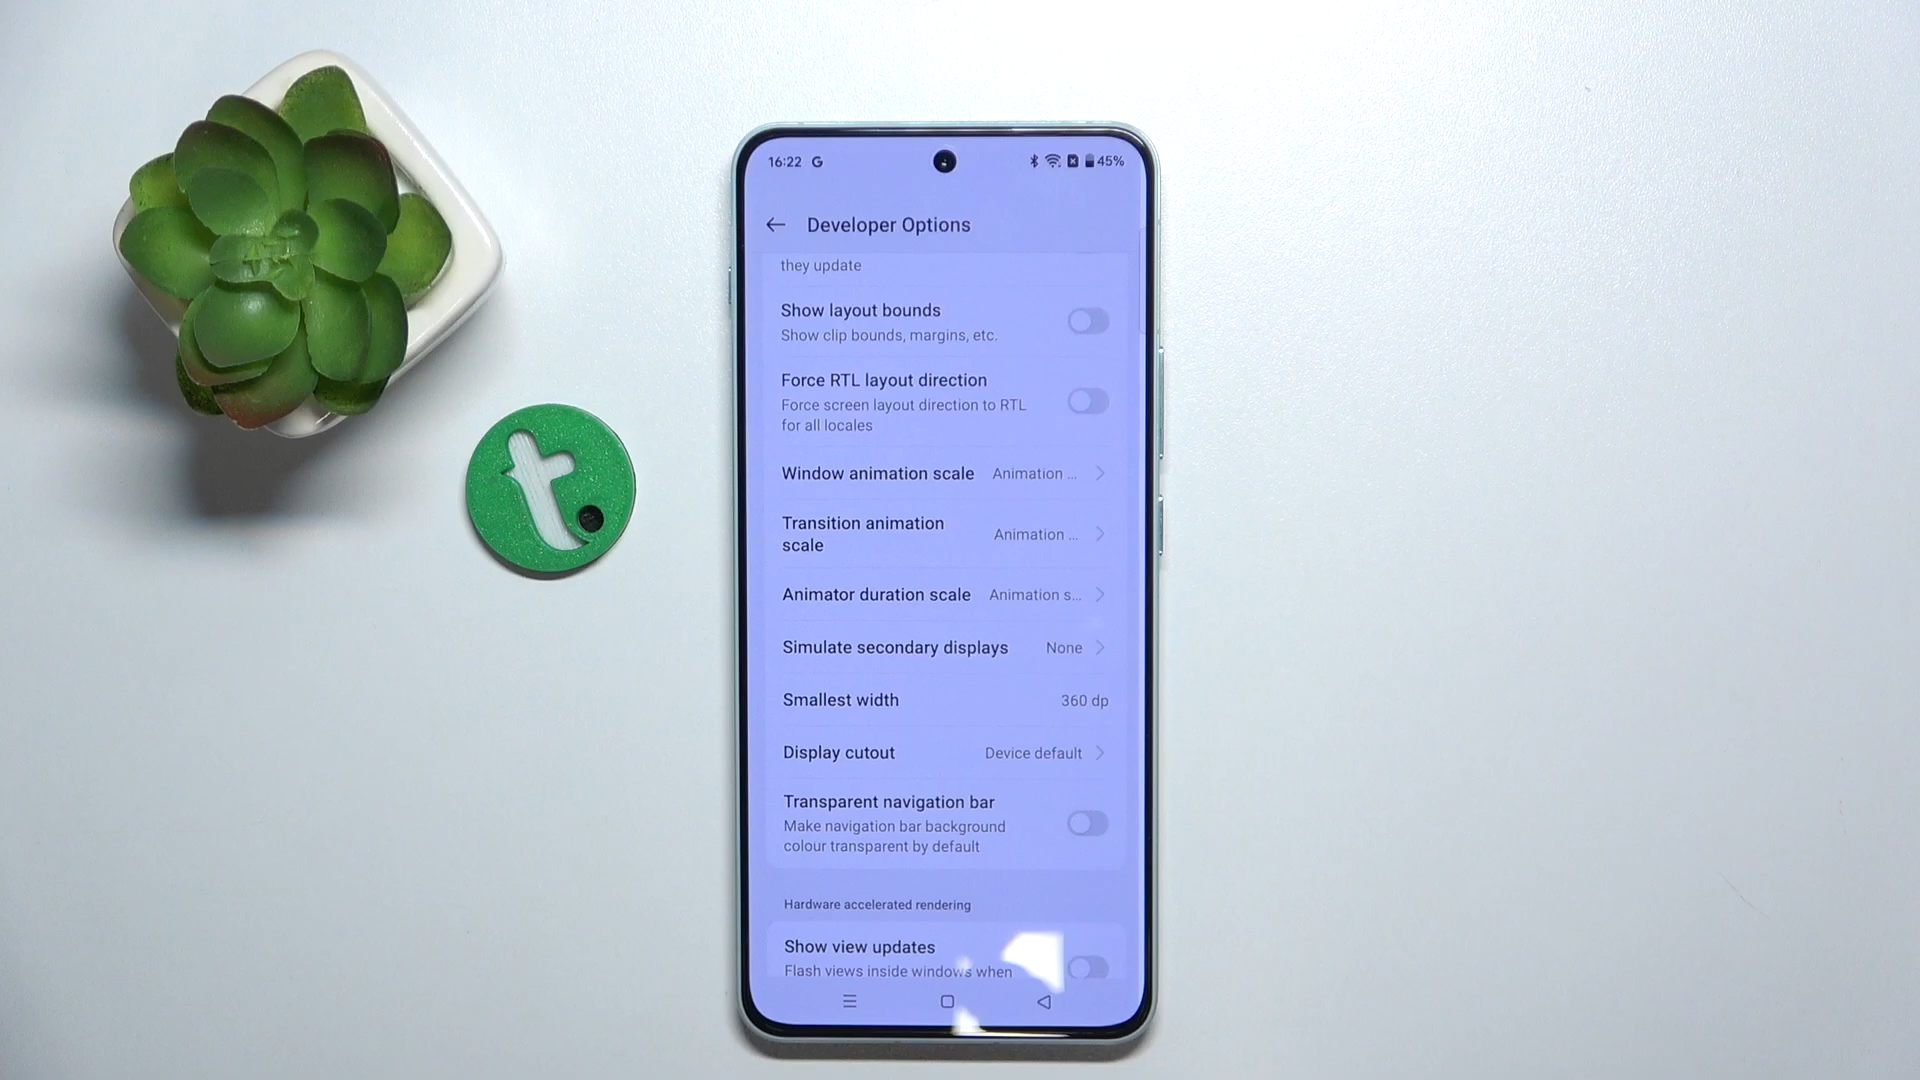 16:22 G
45%
Developer Options
they update
Show layout bounds
Show clip bounds, margins, etc.
Force RTL layout direction
Force screen layout direction to RTL
for all locales
Window animation scale Animation ...
Transition animation
scale
Animation ...
Animator duration scale Animation s...
Simulate secondary displays None
Smallest width 360 dp
Display cutout Device default
Transparent navigation bar
Make navigation bar background
colour transparent by default
Hardware accelerated rendering
Show view updates
Flash views inside windows when
t.